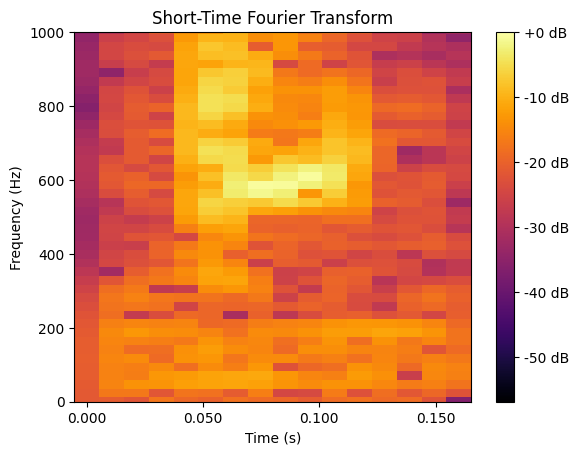 Short-Time Fourier Transform
1000
800
600
400
200
0
Frequency (Hz)
0.000
0.050
0.100
0.150
Time (s)
+0 dB
-10 dB
-20 dB
-30 dB
-40 dB
-50 dB